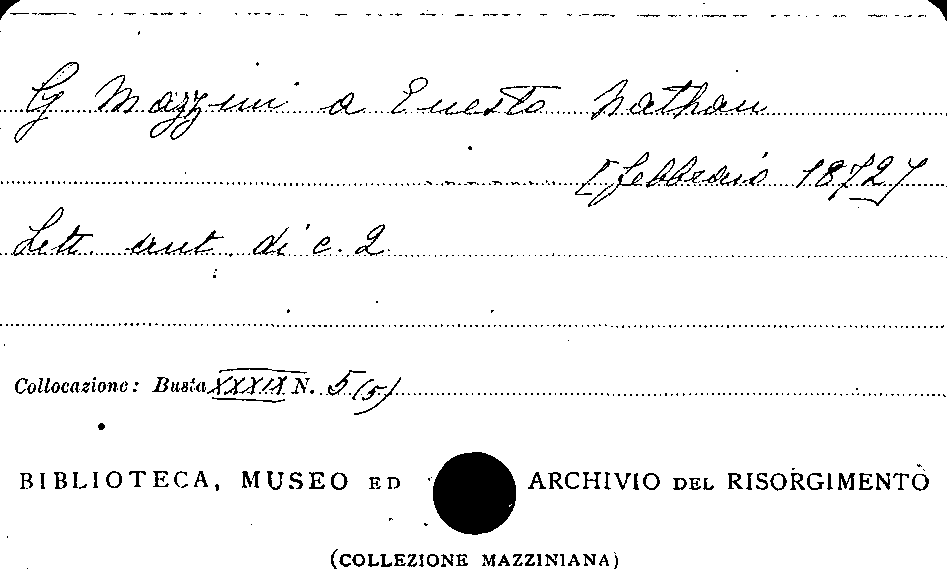 G Mazzini a Ernesto Nathan
[febbraio 1872]
Lett. aut. di c. 2
Collocazione: Busta XXXIX N. 5(5)
BIBLIOTECA, MUSEO ED ARCHIVIO DEL RISORGIMENTO
(COLLEZIONE MAZZINIANA)